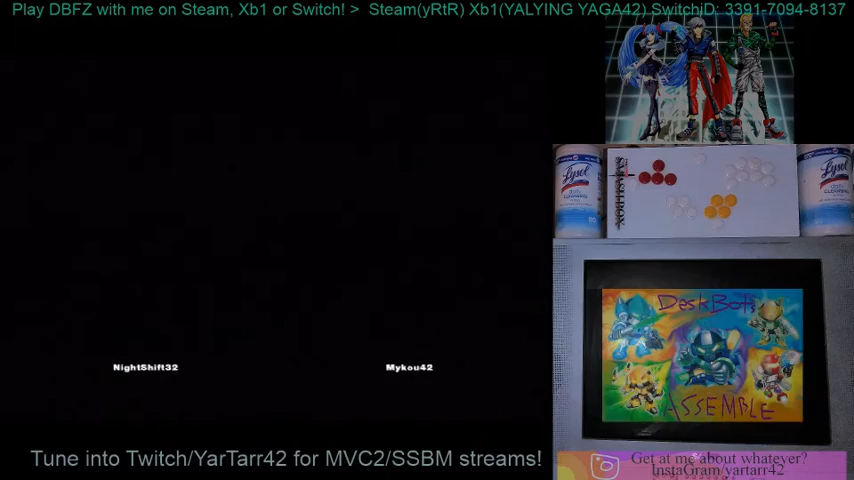 Play DBFZ with me on Steam, Xb1 or Switch! > Steam(yRtR) Xb1(YALYING YAGA42) SwitchID: 3391-7094-8137
Lysol
SMASHBOX
Lysol
DeskBots
ASSEMBLE
NightShift32
Mykou42
Tune into Twitch/YarTarr42 for MVC2/SSBM streams!
Get at me about whatever?
InstaGram/yartarr42